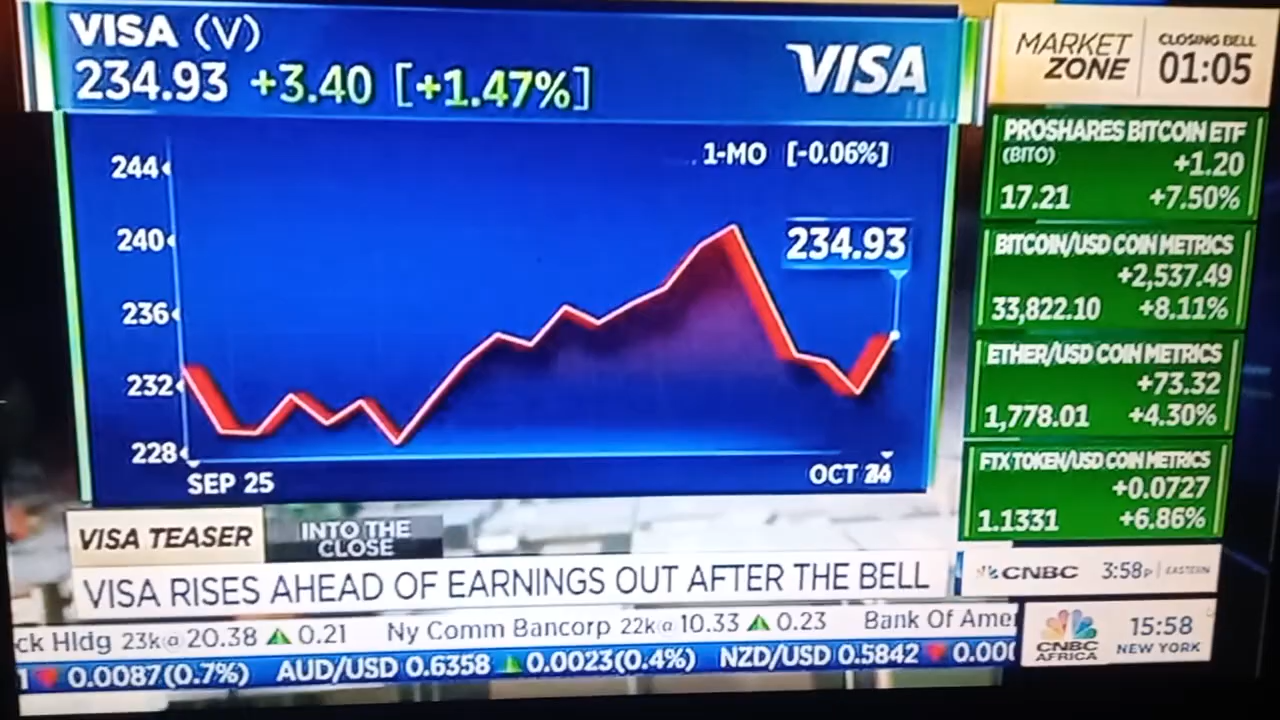 VISA (V)
234.93 +3.40 [+1.47%]
VISA
MARKET ZONE
CLOSING BELL
01:05
1-MO [-0.06%]
244
240
236
232
228
234.93
SEP 25
OCT
PROSHARES BITCOIN ETF
(BITO) +1.20
17.21 +7.50%
BITCOIN/USD COIN METRICS
+2,537.49
33,822.10 +8.11%
ETHER/USD COIN METRICS
+73.32
1,778.01 +4.30%
FTX TOKEN/USD COIN METRICS
+0.0727
1.1331 +6.86%
VISA TEASER
INTO THE CLOSE
VISA RISES AHEAD OF EARNINGS OUT AFTER THE BELL
CNBC 3:58P | EASTERN
ck Hldg 23k@20.38 ▲ 0.21 Ny Comm Bancorp 22k@10.33 ▲ 0.23 Bank Of Amer
1 ▼ 0.0087(0.7%) AUD/USD 0.6358 ▲ 0.0023(0.4%) NZD/USD 0.5842 ▼ 0.00
CNBC AFRICA
15:58
NEW YORK